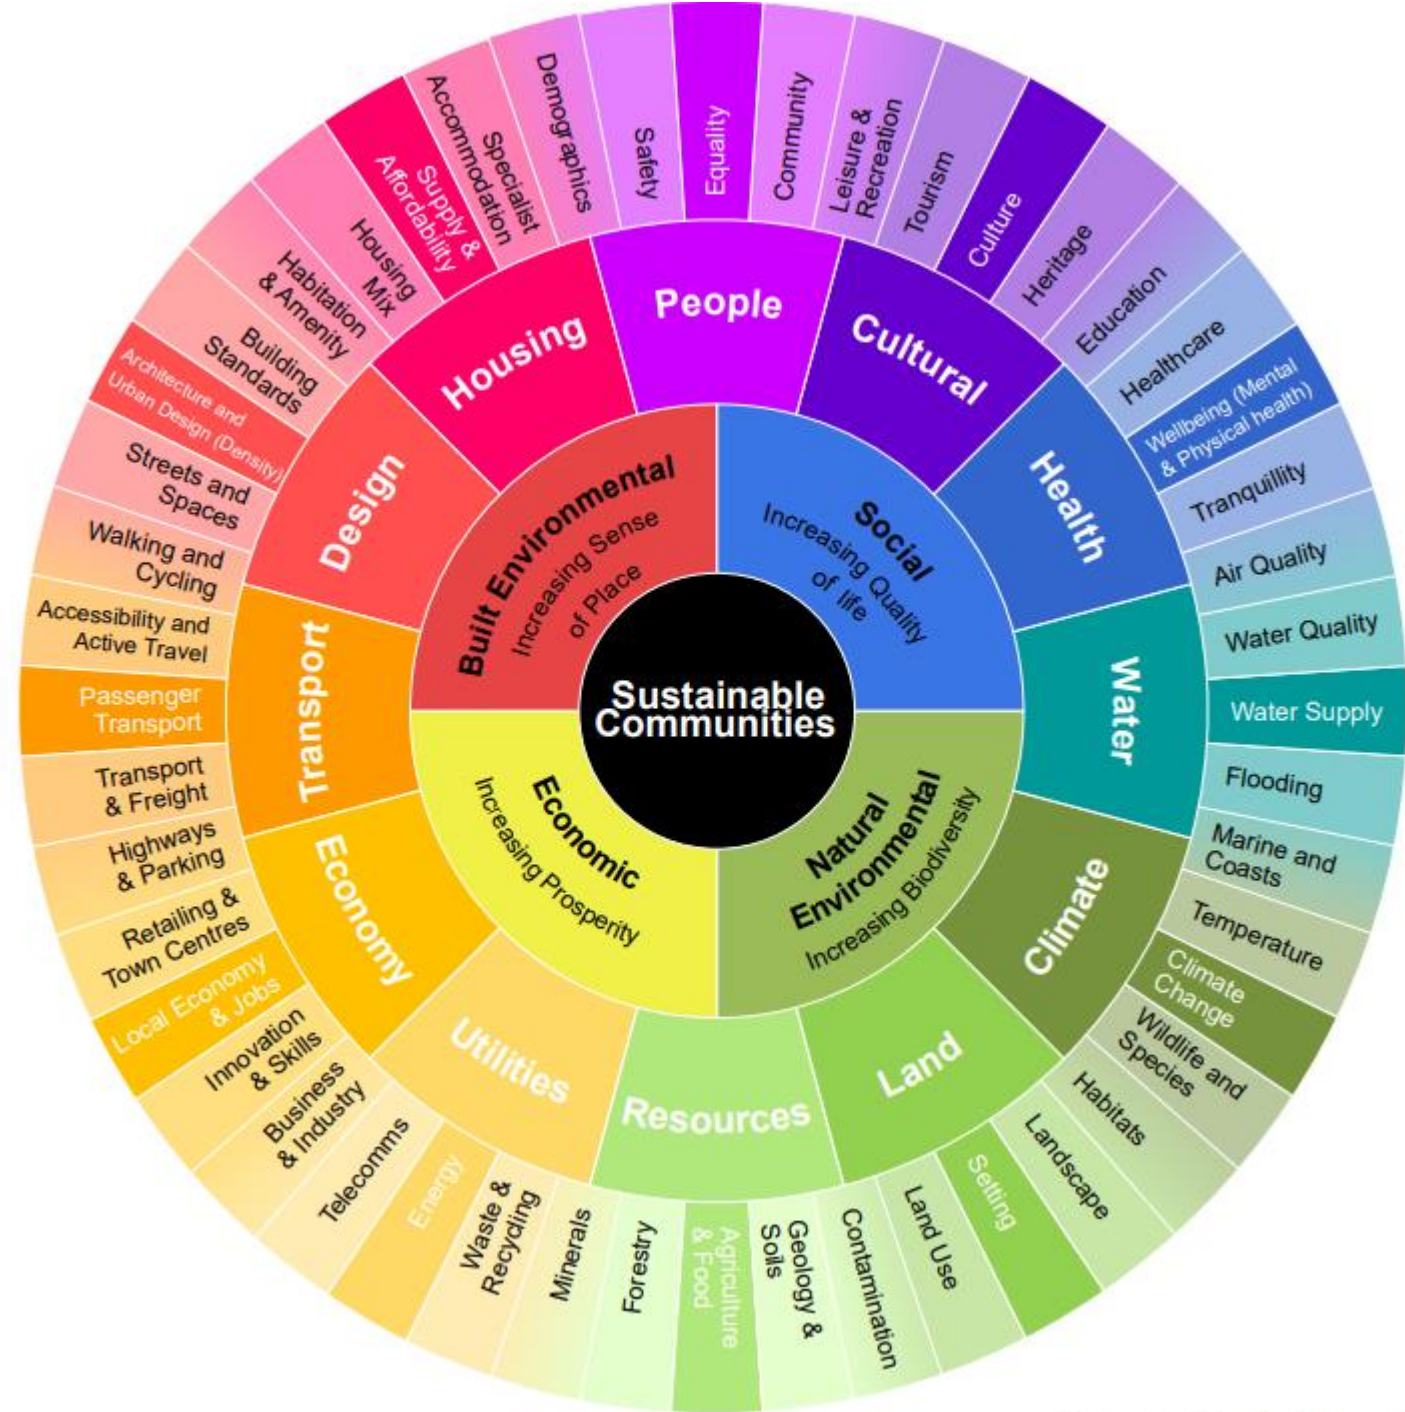 Sustainable
Communities
Built Environmental
Increasing Sense
of Place
Social
Increasing Quality
of life
Natural
Environmental
Increasing Biodiversity
Economic
Increasing Prosperity
People
Cultural
Health
Water
Climate
Land
Resources
Utilities
Economy
Transport
Design
Housing
Equality
Community
Leisure &
Recreation
Tourism
Culture
Heritage
Education
Healthcare
Wellbeing (Mental
& Physical health)
Tranquillity
Air Quality
Water Quality
Water Supply
Flooding
Marine and
Coasts
Temperature
Climate
Change
Wildlife and
Species
Habitats
Landscape
Setting
Land Use
Contamination
Geology &
Soils
Agriculture
& Food
Forestry
Minerals
Waste &
Recycling
Energy
Telecomms
Business
& Industry
Innovation
& Skills
Local Economy
& Jobs
Retailing &
Town Centres
Highways
& Parking
Transport
& Freight
Passenger
Transport
Accessibility and
Active Travel
Walking and
Cycling
Streets and
Spaces
Architecture and
Urban Design (Density)
Building
Standards
Habitation
& Amenity
Housing
Mix
Supply &
Affordability
Specialist
Accommodation
Demographics
Safety